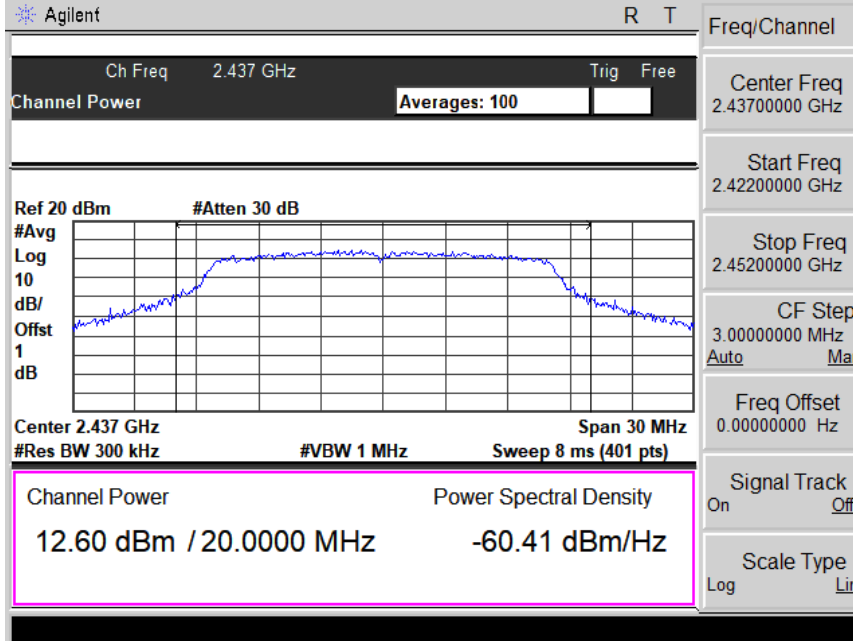 Agilent R T
Ch Freq 2.437 GHz Trig Free
Channel Power Averages: 100
Ref 20 dBm #Atten 30 dB
#Avg
Log
10
dB/
Offst
1
dB
Center 2.437 GHz Span 30 MHz
#Res BW 300 kHz #VBW 1 MHz Sweep 8 ms (401 pts)
Channel Power Power Spectral Density
12.60 dBm / 20.0000 MHz -60.41 dBm/Hz
Freq/Channel
Center Freq
2.43700000 GHz
Start Freq
2.42200000 GHz
Stop Freq
2.45200000 GHz
CF Step
3.00000000 MHz
Auto Ma
Freq Offset
0.00000000 Hz
Signal Track
On Off
Scale Type
Log Lin